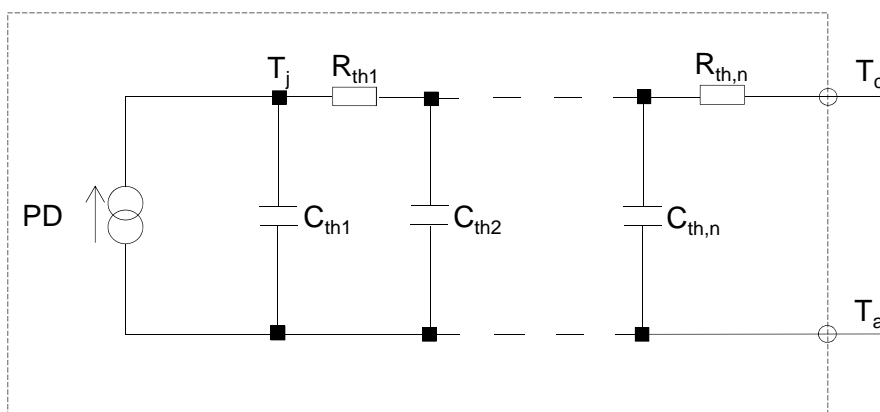 Tj
Rth1
Rth,n
Tc
PD
Cth1
Cth2
Cth,n
Ta